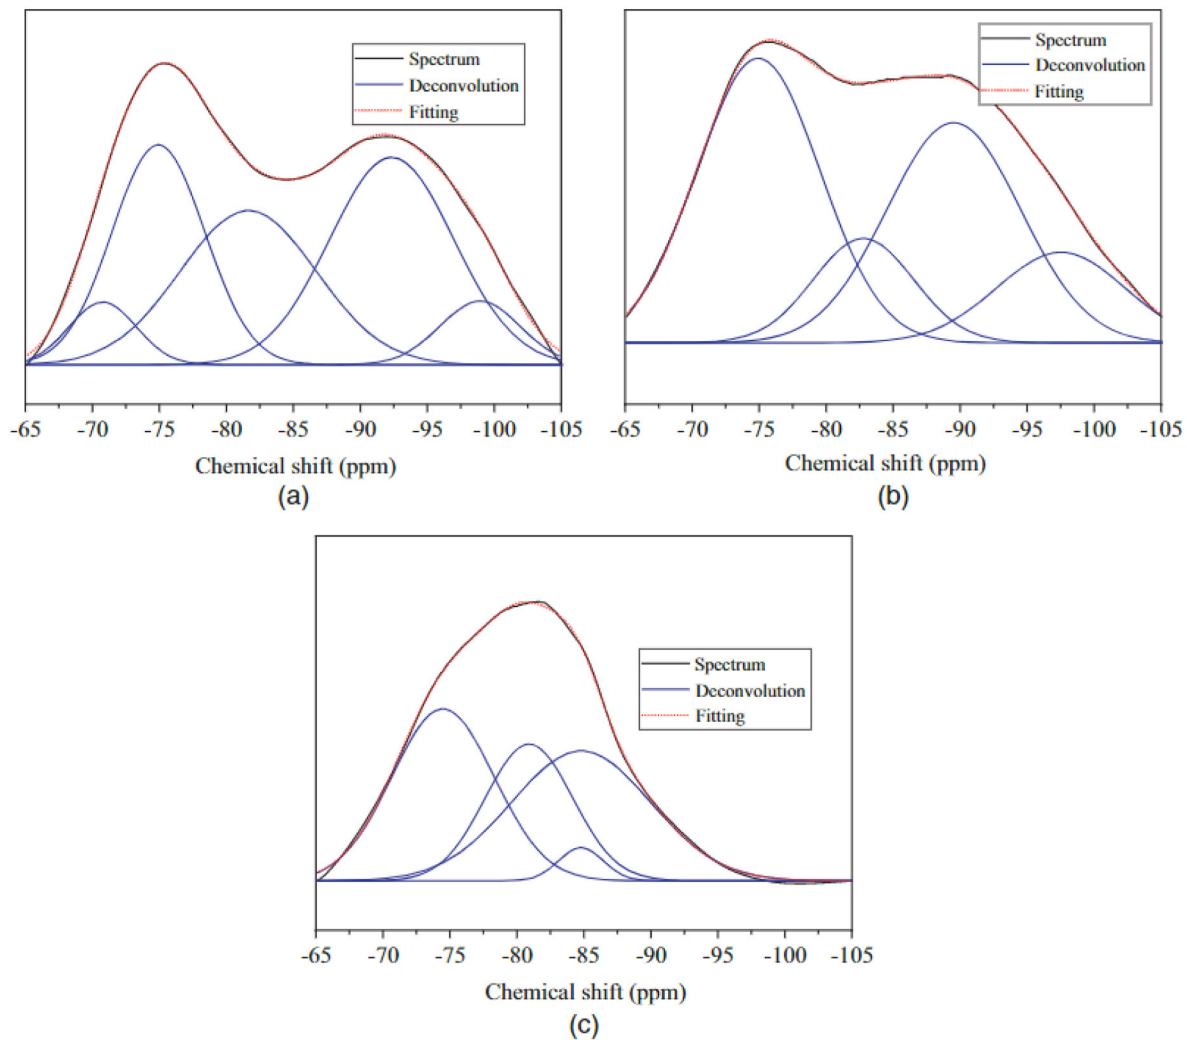 Spectrum
Deconvolution
Fitting
-65 -70 -75 -80 -85 -90 -95 -100 -105
Chemical shift (ppm)
(a)
Spectrum
Deconvolution
Fitting
-65 -70 -75 -80 -85 -90 -95 -100 -105
Chemical shift (ppm)
(b)
Spectrum
Deconvolution
Fitting
-65 -70 -75 -80 -85 -90 -95 -100 -105
Chemical shift (ppm)
(c)